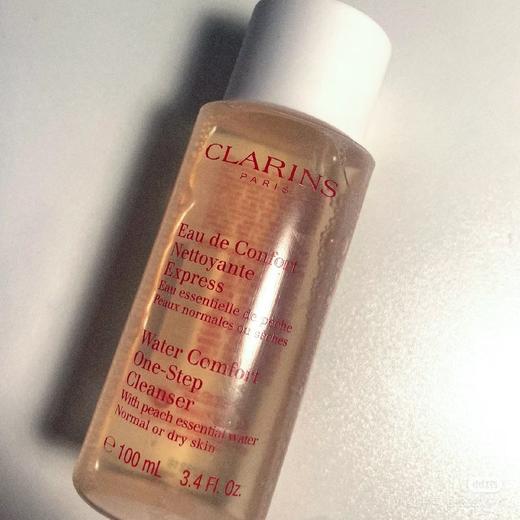 CLARINS
PARIS
Eau de Confort
Nettoyante
Express
Eau essentielle de pêche
Peaux normales ou sèches
Water Comfort
One-Step
Cleanser
With peach essential water
Normal or dry skin
℮ 100 mL 3.4 Fl. Oz.